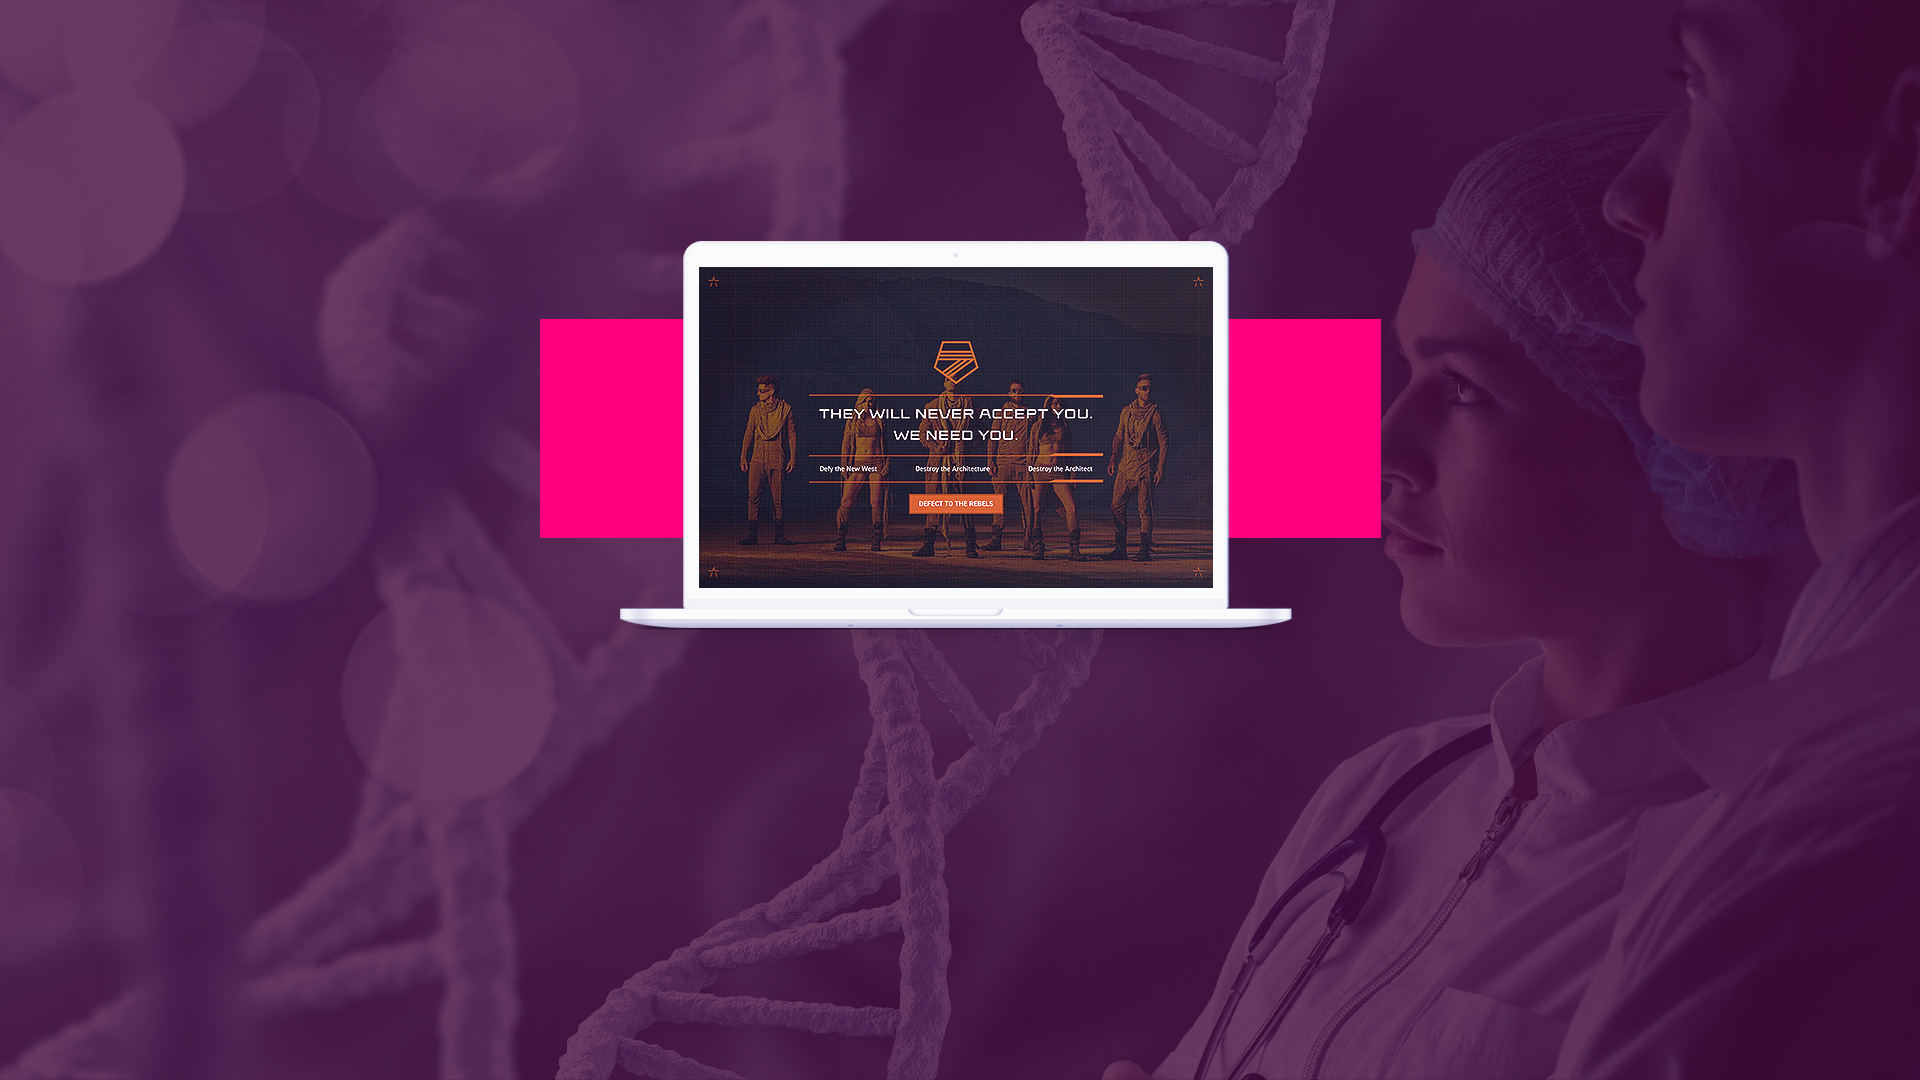 THEY WILL NEVER ACCEPT YOU.
WE NEED YOU.
Defy the New West Destroy the Architecture Destroy the Architect
DEFECT TO THE REBELS